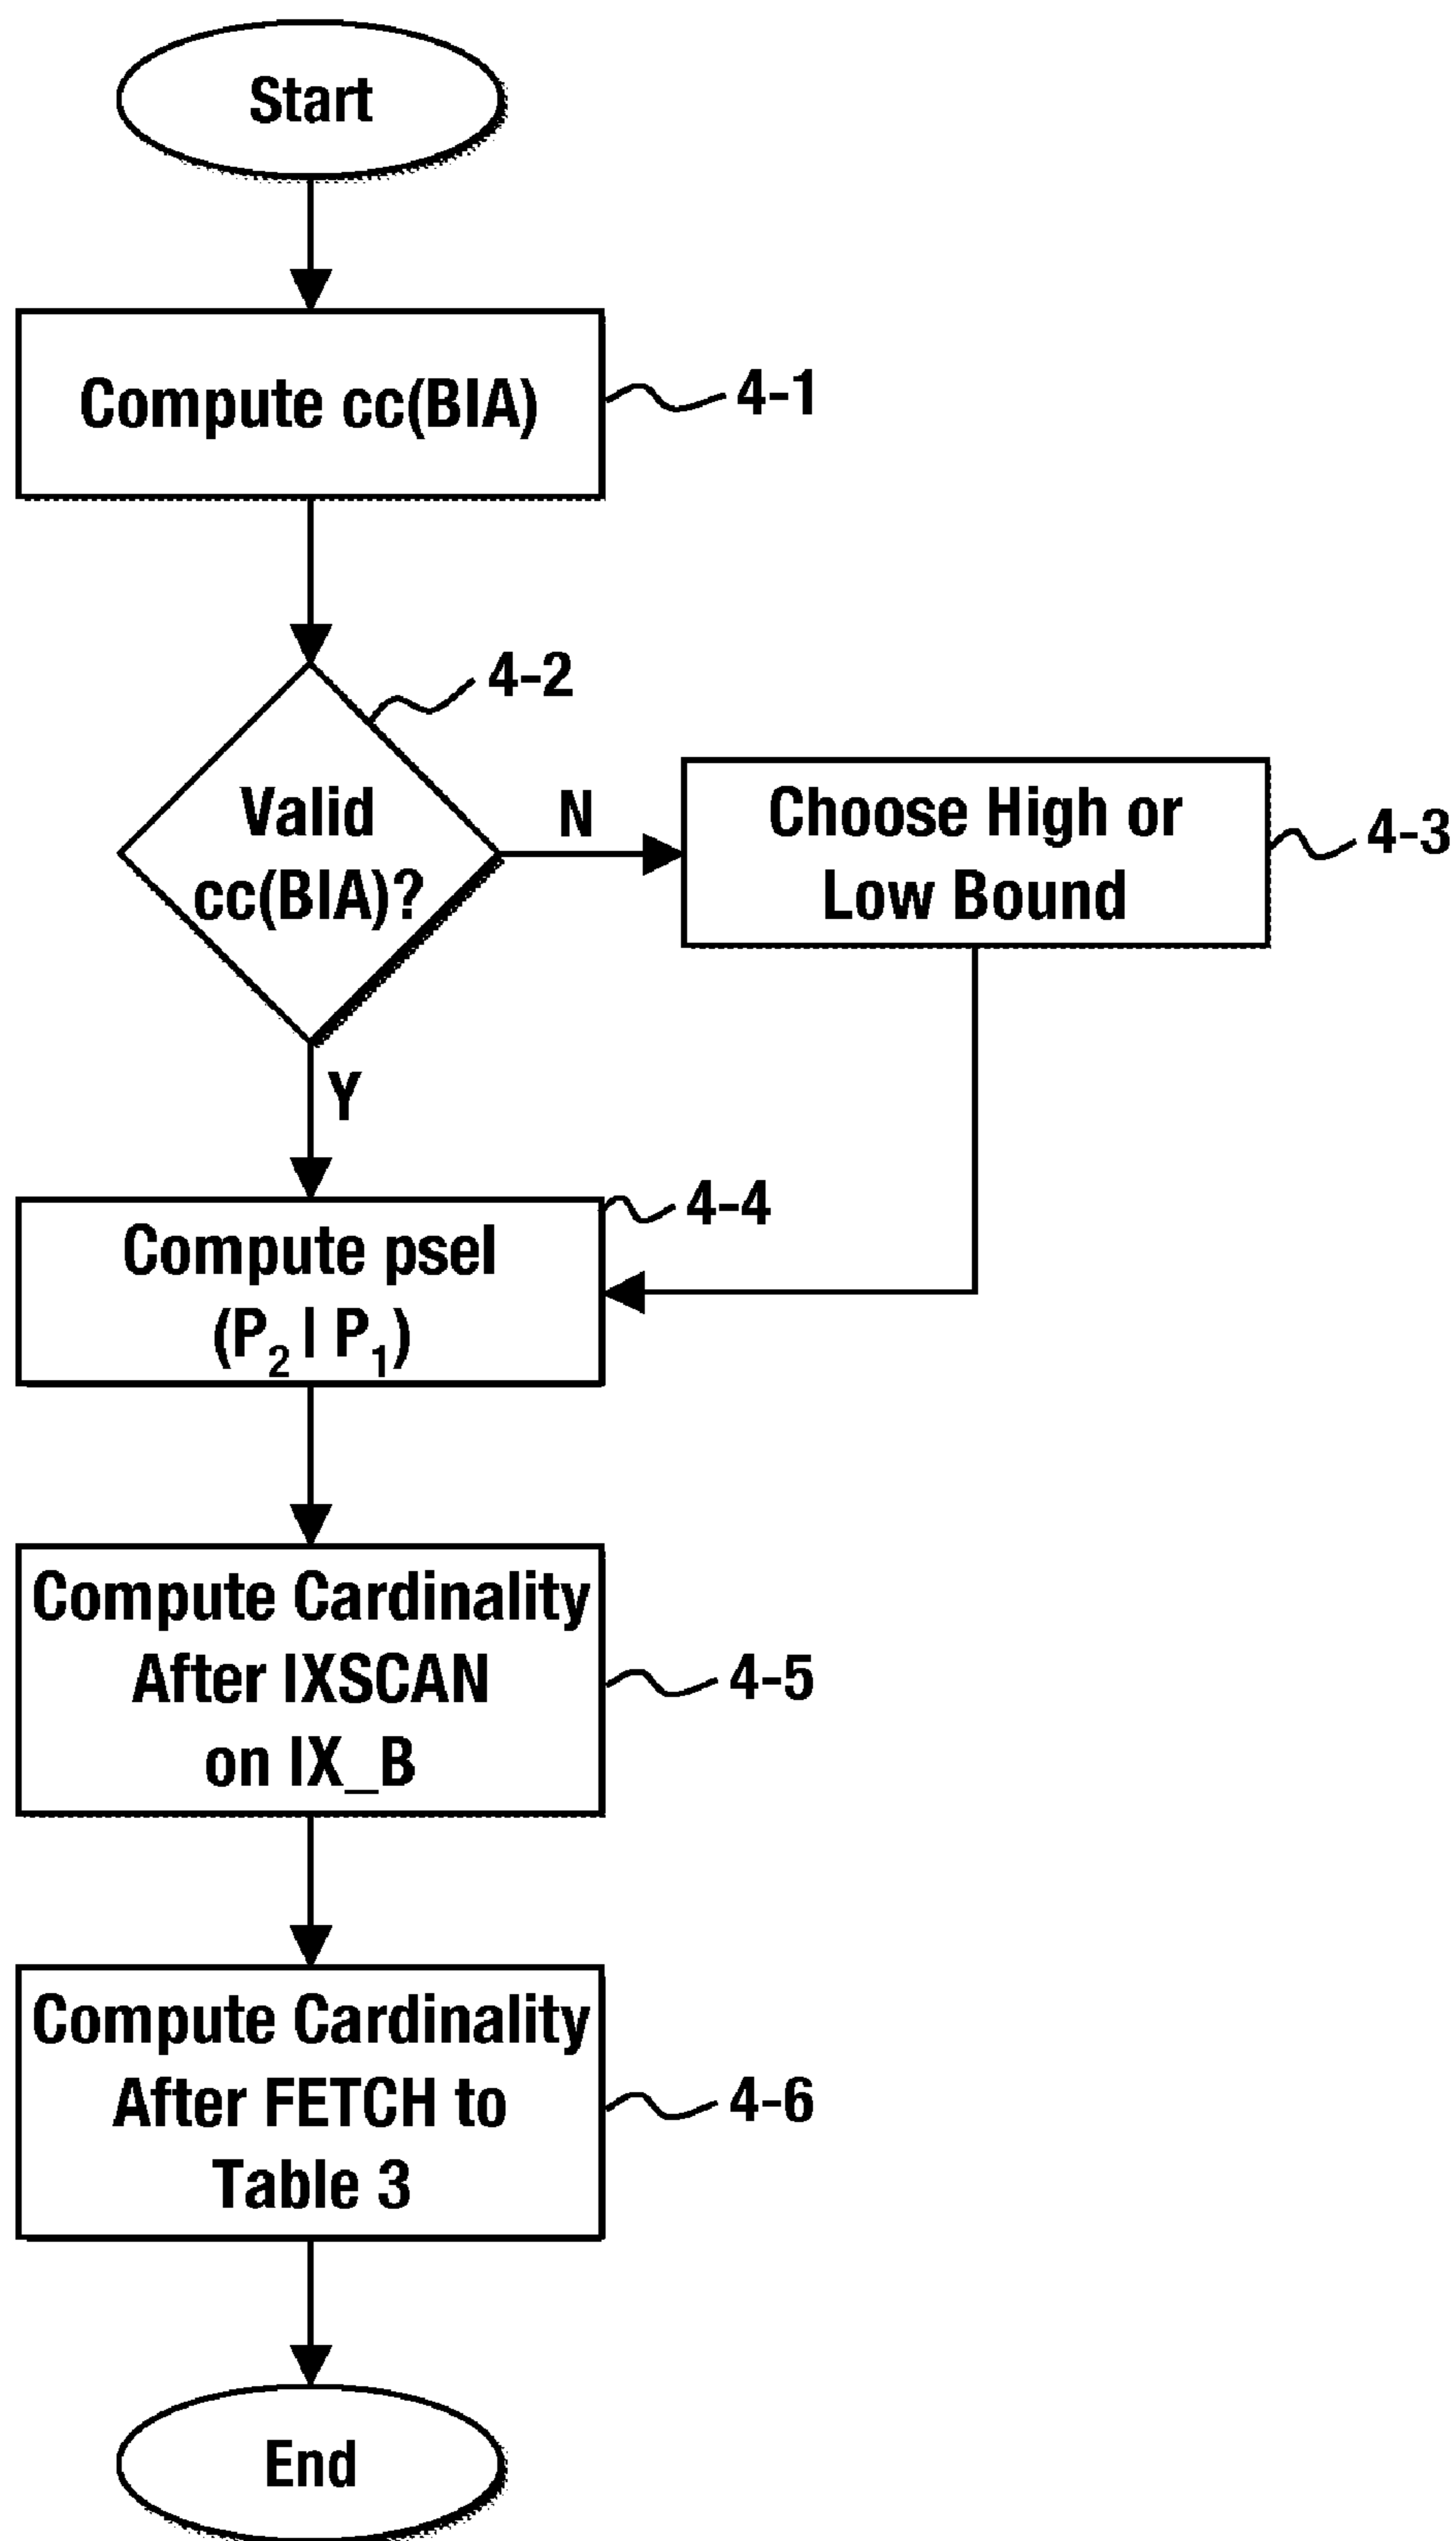 Start
Compute cc(BIA)
4-1
4-2
Valid
cc(BIA)?
N
Choose High or
Low Bound
4-3
Y
4-4
Compute psel
(P2 I P1)
Compute Cardinality
After IXSCAN
on IX_B
4-5
Compute Cardinality
After FETCH to
Table 3
4-6
End